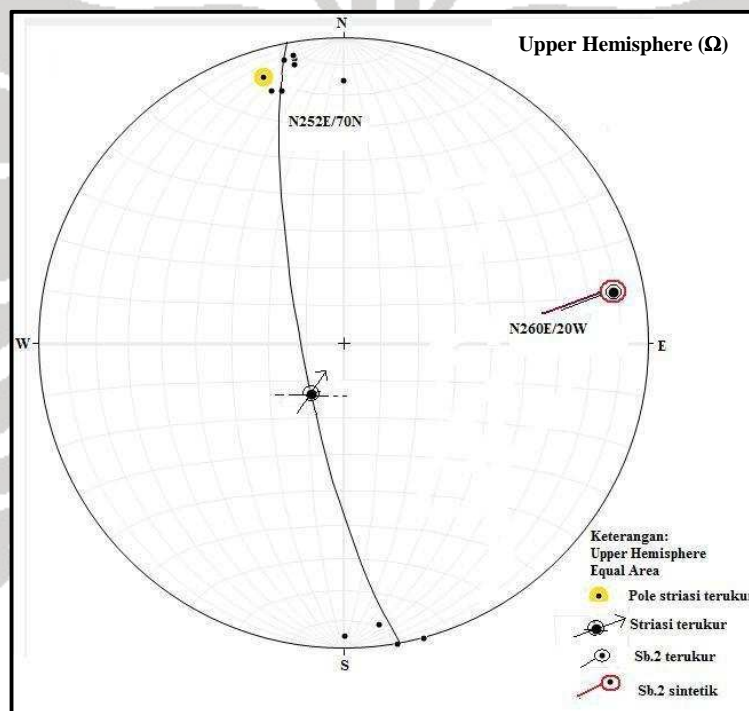 N
Upper Hemisphere (Ω)
N252E/70N
N260E/20W
W
E
S
Keterangan:
Upper Hemisphere
Equal Area
Pole striasi terukur
Striasi terukur
Sb.2 terukur
Sb.2 sintetik